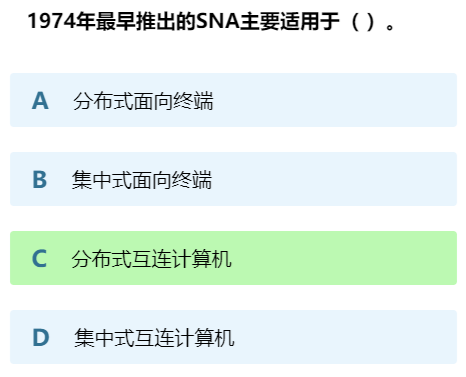 1974年最早推出的SNA主要适用于（ ）。
A 分布式面向终端
B 集中式面向终端
C 分布式互连计算机
D 集中式互连计算机